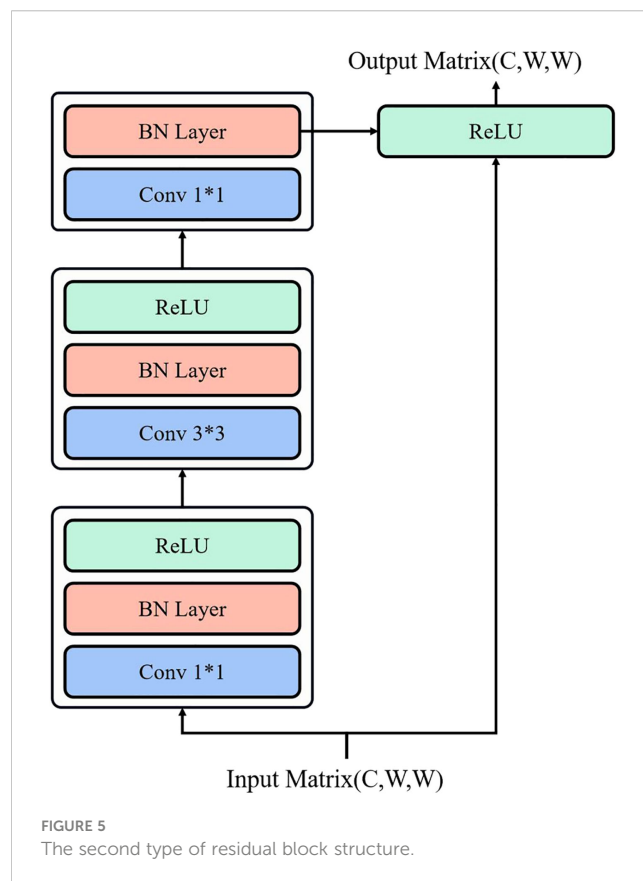 Output Matrix(C,W,W)
BN Layer
ReLU
Conv 1*1
ReLU
BN Layer
Conv 3*3
ReLU
BN Layer
Conv 1*1
Input Matrix(C,W,W)
FIGURE 5
The second type of residual block structure.